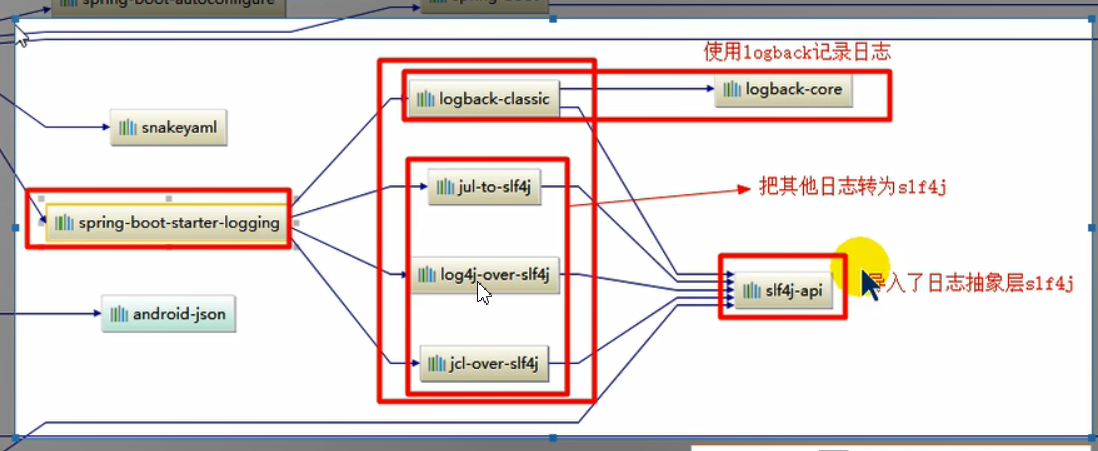 spring-boot-autoconfigure
使用logback记录日志
logback-classic
logback-core
snakeyaml
jul-to-slf4j
把其他日志转为slf4j
spring-boot-starter-logging
log4j-over-slf4j
slf4j-api
导入了日志抽象层slf4j
android-json
jcl-over-slf4j